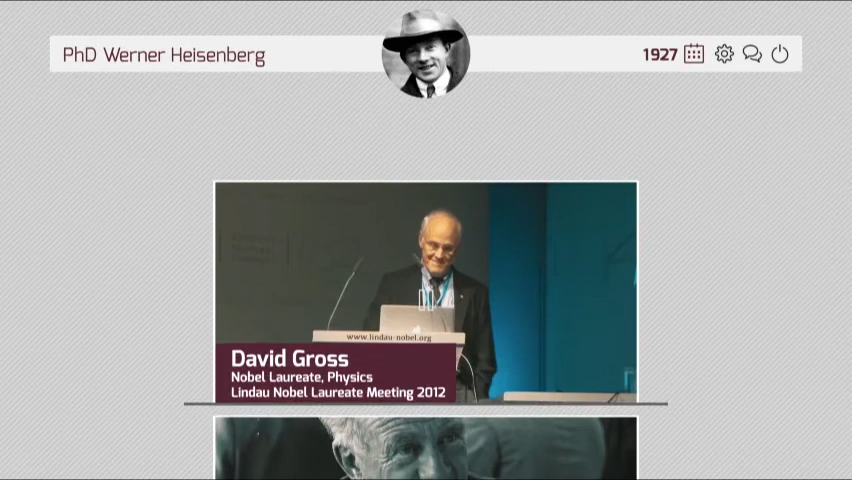 PhD Werner Heisenberg
1927
www.lindau-nobel.org
David Gross
Nobel Laureate, Physics
Lindau Nobel Laureate Meeting 2012